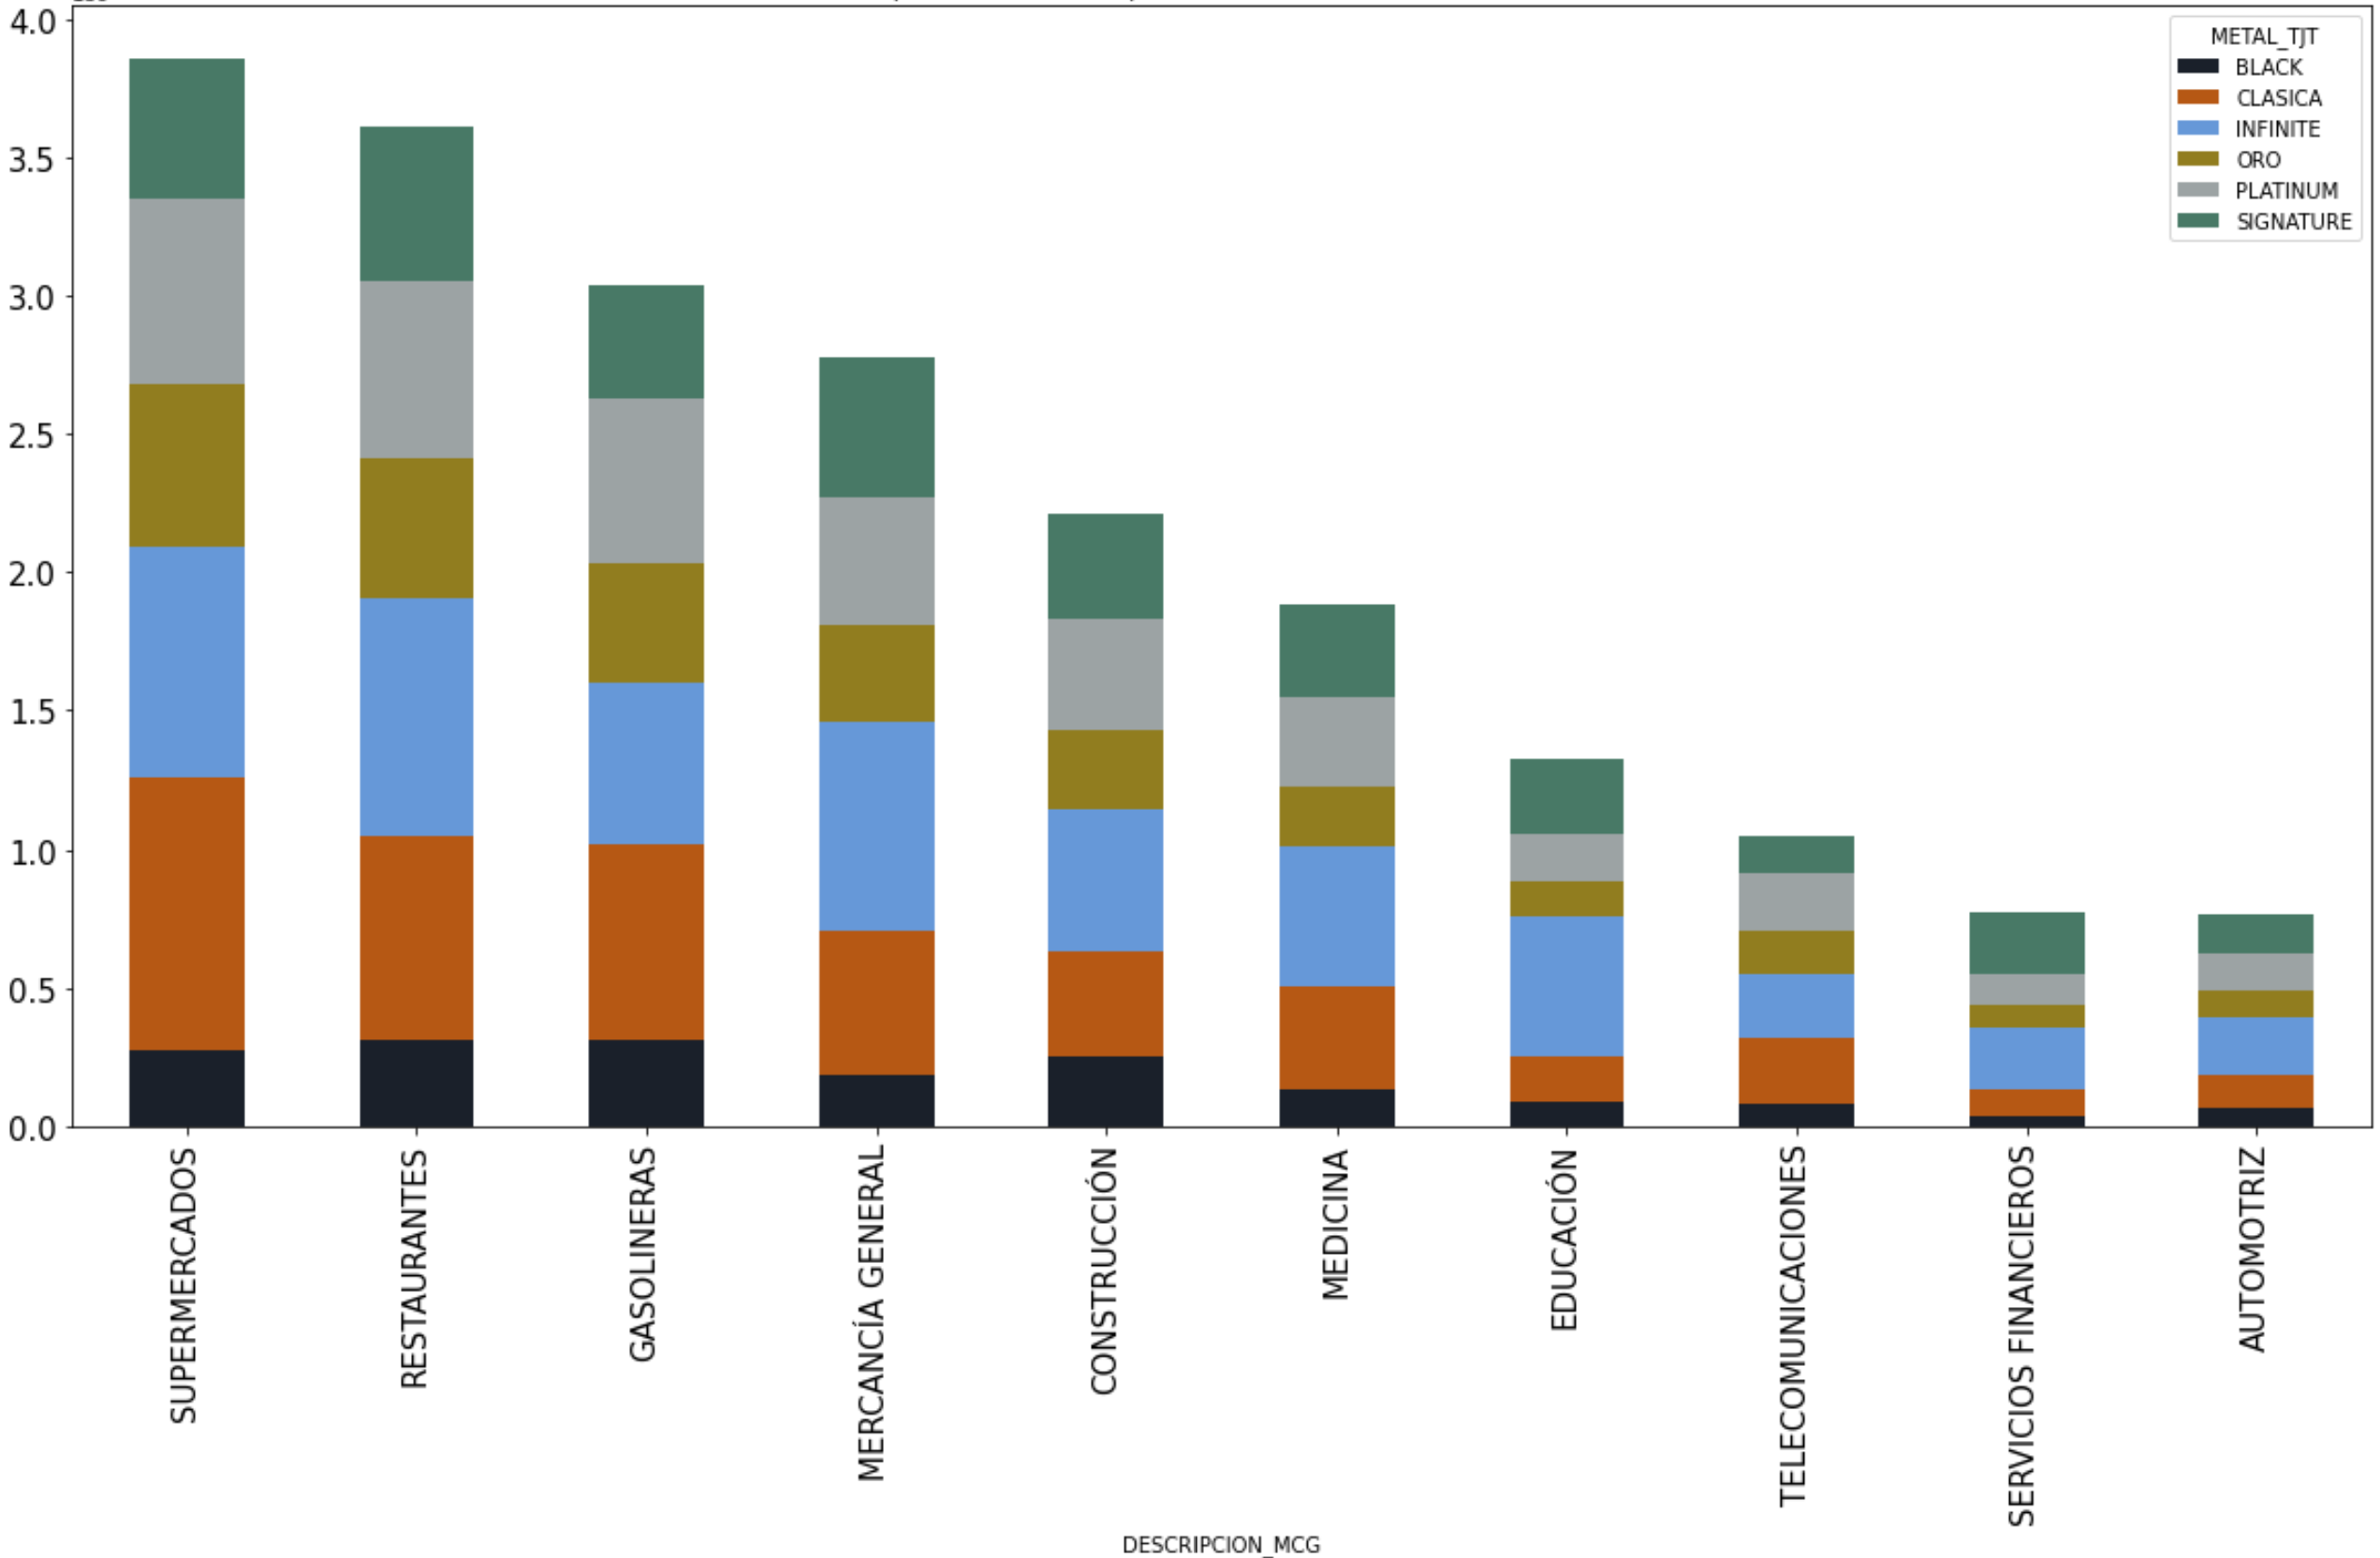 4.0
3.5
3.0
2.5
2.0
1.5
1.0
0.5
0.0
METAL_TJT
BLACK
CLASICA
INFINITE
ORO
PLATINUM
SIGNATURE
SUPERMERCADOS
RESTAURANTES
GASOLINERAS
MERCANCÍA GENERAL
CONSTRUCCIÓN
MEDICINA
EDUCACIÓN
TELECOMUNICACIONES
SERVICIOS FINANCIEROS
AUTOMOTRIZ
DESCRIPCION_MCG